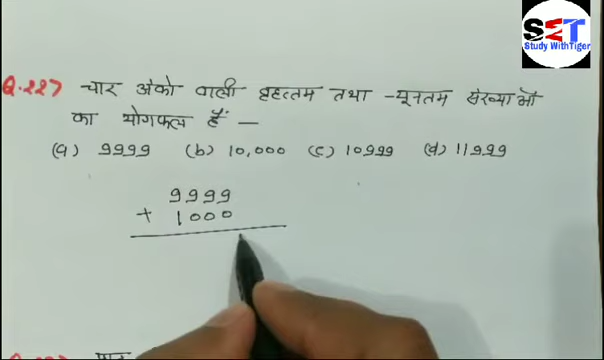 SET
Study WithTiger
Q.227 चार अंको वाली वृहत्तम तथा न्यूनतम संख्याओं
का योगफल हैं —
(a) 9999 (b) 10,000 (c) 10999 (d) 11999
9999
+ 1000